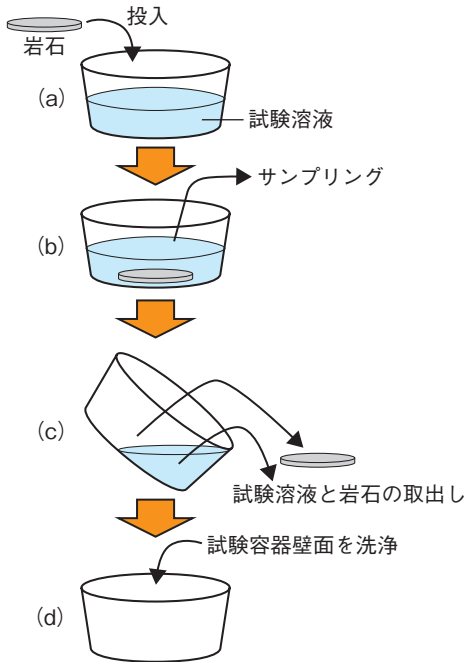 投入
岩石
(a)
試験溶液
サンプリング
(b)
(c)
試験溶液と岩石の取出し
試験容器壁面を洗浄
(d)